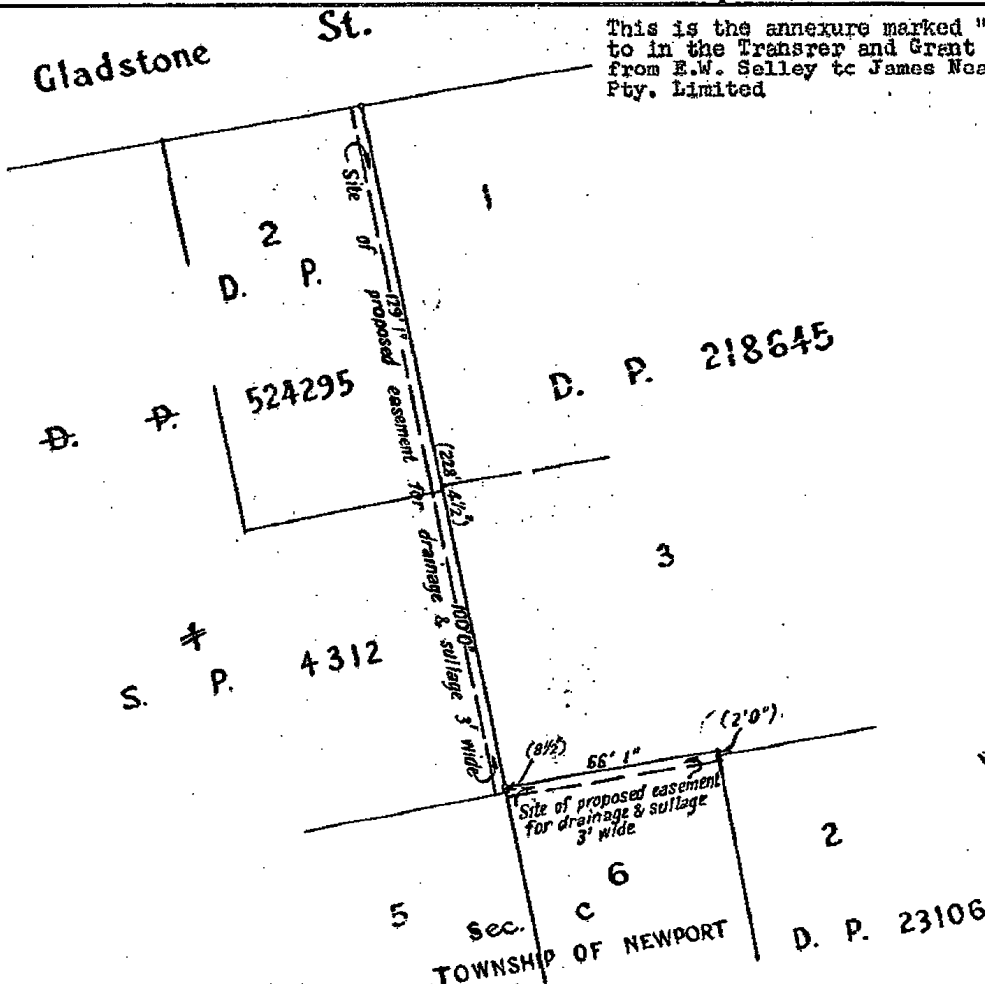 This is the annexure marked "
to in the Transrer and Grant
from E.W. Selley to James Nea
Pty. Limited
Gladstone St.
2
D. P.
524295
D. P.
1
D. P. 218645
Site of proposed easement for drainage & sullage 3' wide
129' 1"
(228' 4½")
100'0"
3
S. P. 4312
(8½")
66' 1"
(2'0")
Site of proposed easement
for drainage & sullage
3' wide
5
6
2
Sec. C
TOWNSHIP OF NEWPORT
D. P. 23106